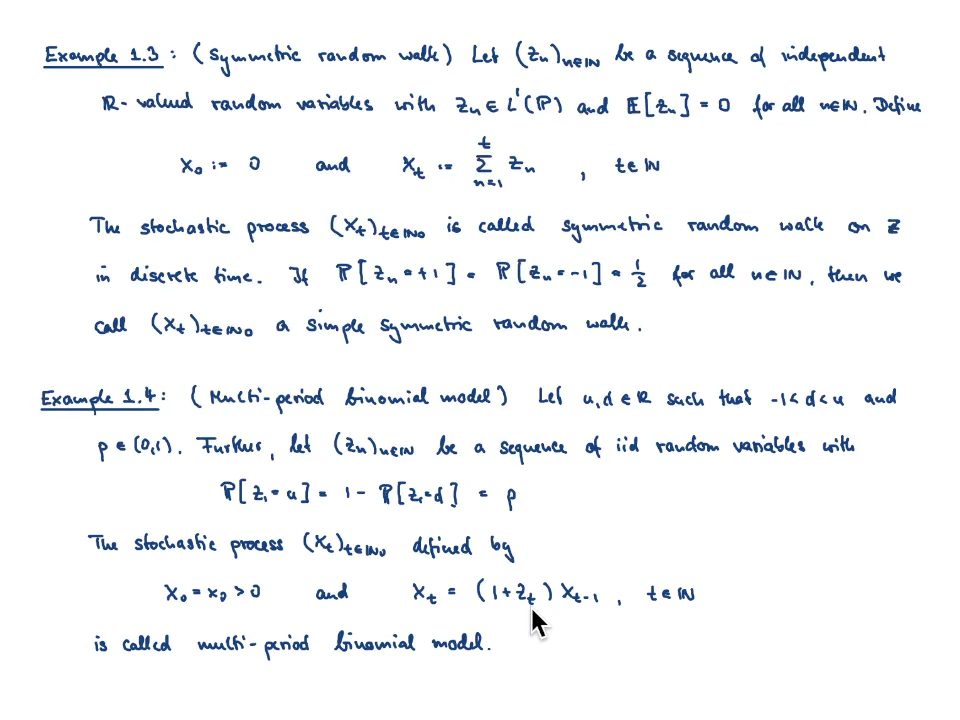 Example 1.3: (Symmetric random walk) Let (Zₙ)ₙ∈ℕ be a sequence of independent
ℝ-valued random variables with Zₙ ∈ L¹(ℙ) and 𝔼[Zₙ] = 0 for all n∈ℕ. Define
X₀ := 0 and Xₜ := ∑ₙ₌₁ᵗ Zₙ , t∈ℕ
The stochastic process (Xₜ)ₜ∈ℕ₀ is called symmetric random walk on Z
in discrete time. If ℙ[Zₙ = +1] = ℙ[Zₙ = -1] = 1/2 for all n∈ℕ, then we
call (Xₜ)ₜ∈ℕ₀ a simple symmetric random walk.
Example 1.4: (Multi-period binomial model) Let u,d ∈ ℝ such that -1<d<u and
p ∈ (0,1). Further, let (Zₙ)ₙ∈ℕ be a sequence of iid random variables with
ℙ[Z₁ = u] = 1 - ℙ[Z₁ = d] = p
The stochastic process (Xₜ)ₜ∈ℕ₀ defined by
X₀ = x₀ > 0 and Xₜ = (1 + Zₜ) Xₜ₋₁ , t∈ℕ
is called multi-period binomial model.